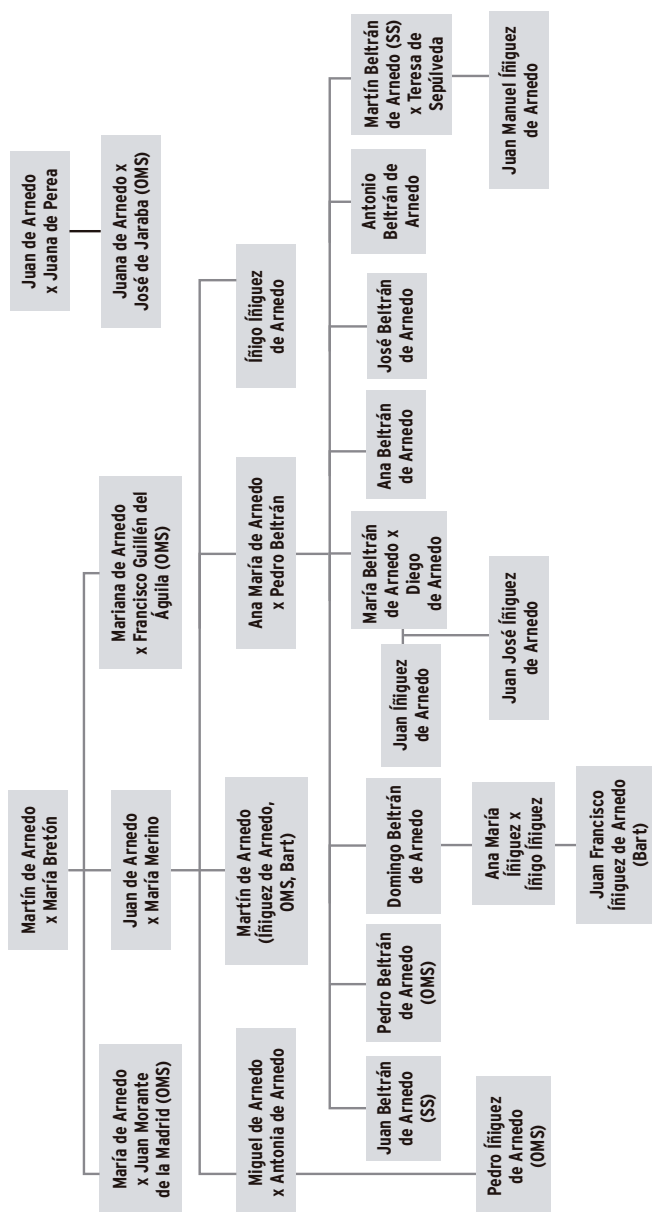 Martín de Arnedo
x María Bretón
Juan de Arnedo
x Juana de Perea
María de Arnedo
x Juan Morante
de la Madrid (OMS)
Juan de Arnedo
x María Merino
Mariana de Arnedo
x Francisco Guillén del
Águila (OMS)
Juana de Arnedo x
José de Jaraba (OMS)
Miguel de Arnedo
x Antonia de Arnedo
Martín de Arnedo
(Íñiguez de Arnedo,
OMS, Bart)
Ana María de Arnedo
x Pedro Beltrán
Íñigo Íñiguez
de Arnedo
Juan Beltrán
de Arnedo
(SS)
Pedro Beltrán
de Arnedo
(OMS)
Domingo Beltrán
de Arnedo
María Beltrán
de Arnedo x
Diego
de Arnedo
Ana Beltrán
de Arnedo
José Beltrán
de Arnedo
Antonio
Beltrán de
Arnedo
Martín Beltrán
de Arnedo (SS)
x Teresa de
Sepúlveda
Juan Íñiguez
de Arnedo
Pedro Íñiguez
de Arnedo
(OMS)
Ana María
Íñiguez x
Íñigo Íñiguez
Juan José Íñiguez
de Arnedo
Juan Manuel Íñiguez
de Arnedo
Juan Francisco
Íñiguez de Arnedo
(Bart)